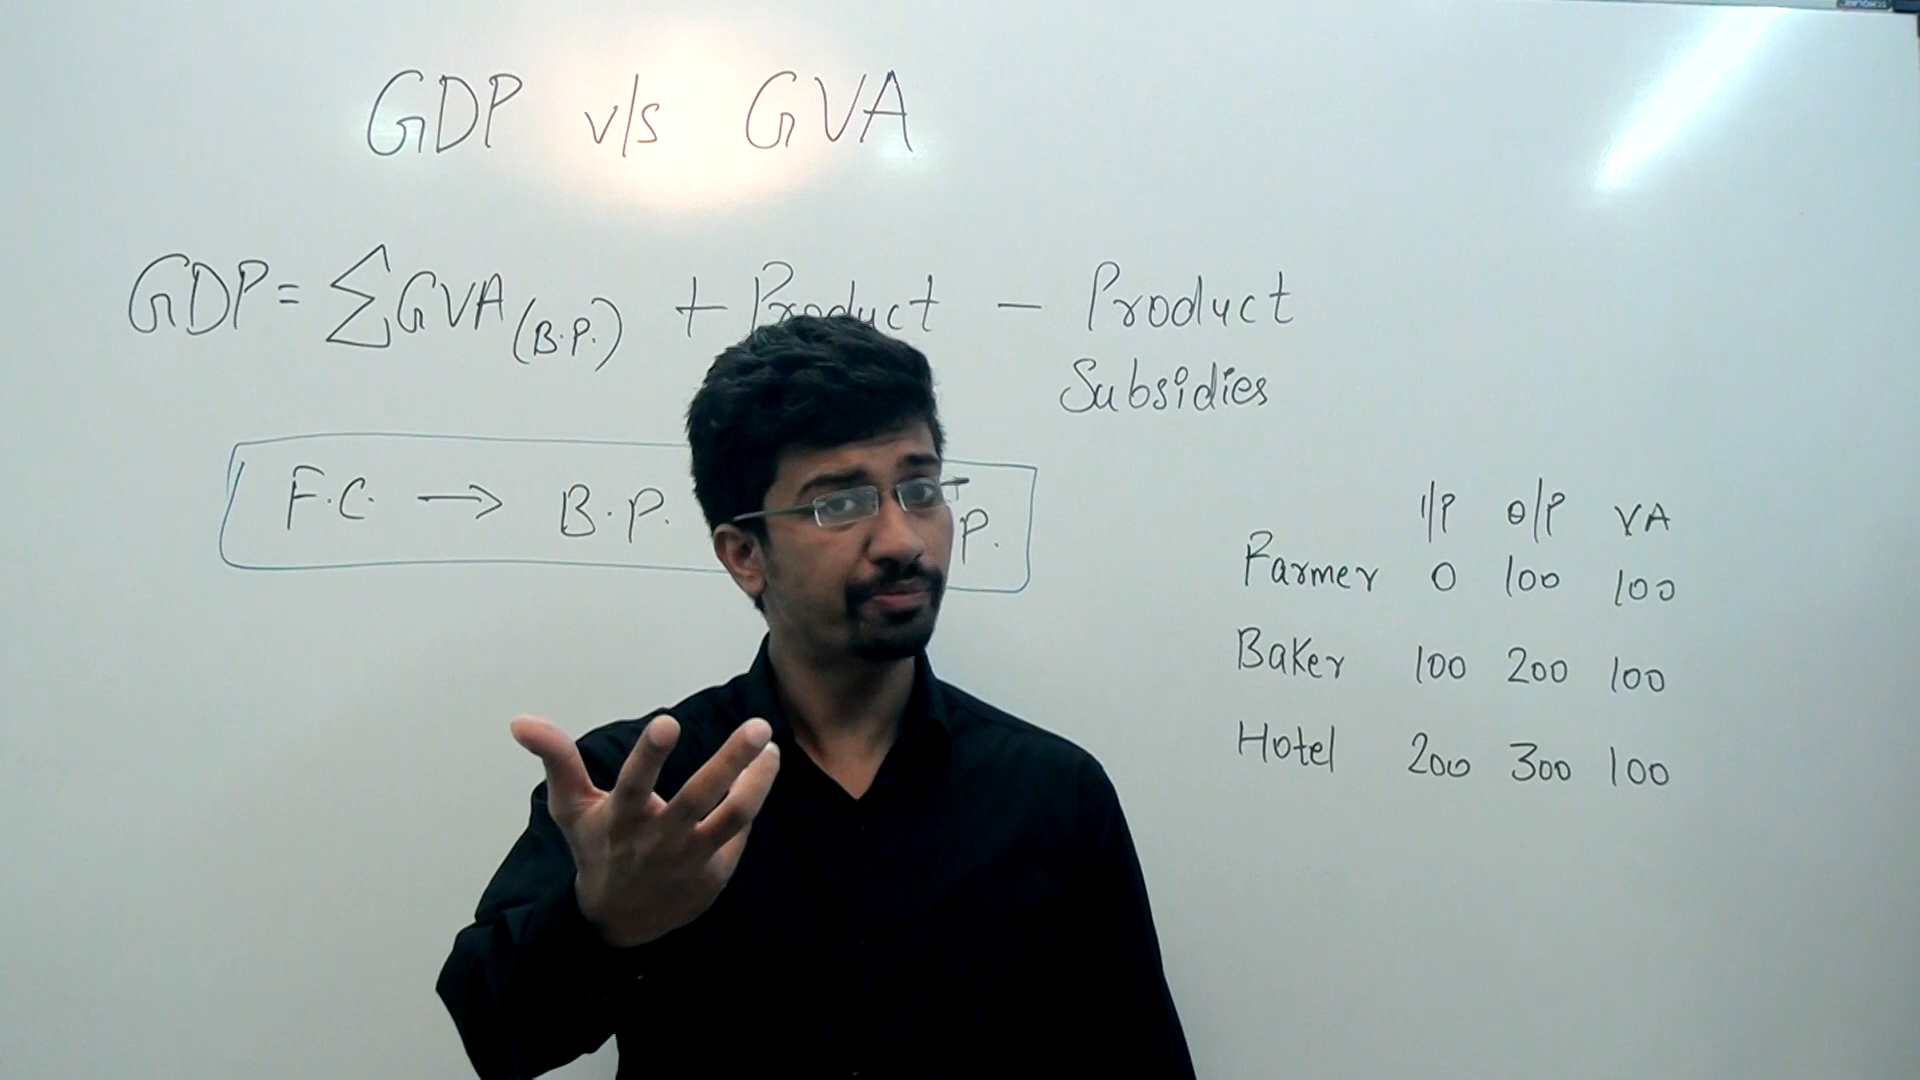 GDP v/s GVA
GDP = ΣGVA(B.P.) + Product - Product
Subsidies
F.C. → B.P. P.
I/P O/P VA
Farmer 0 100 100
Baker 100 200 100
Hotel 200 300 100